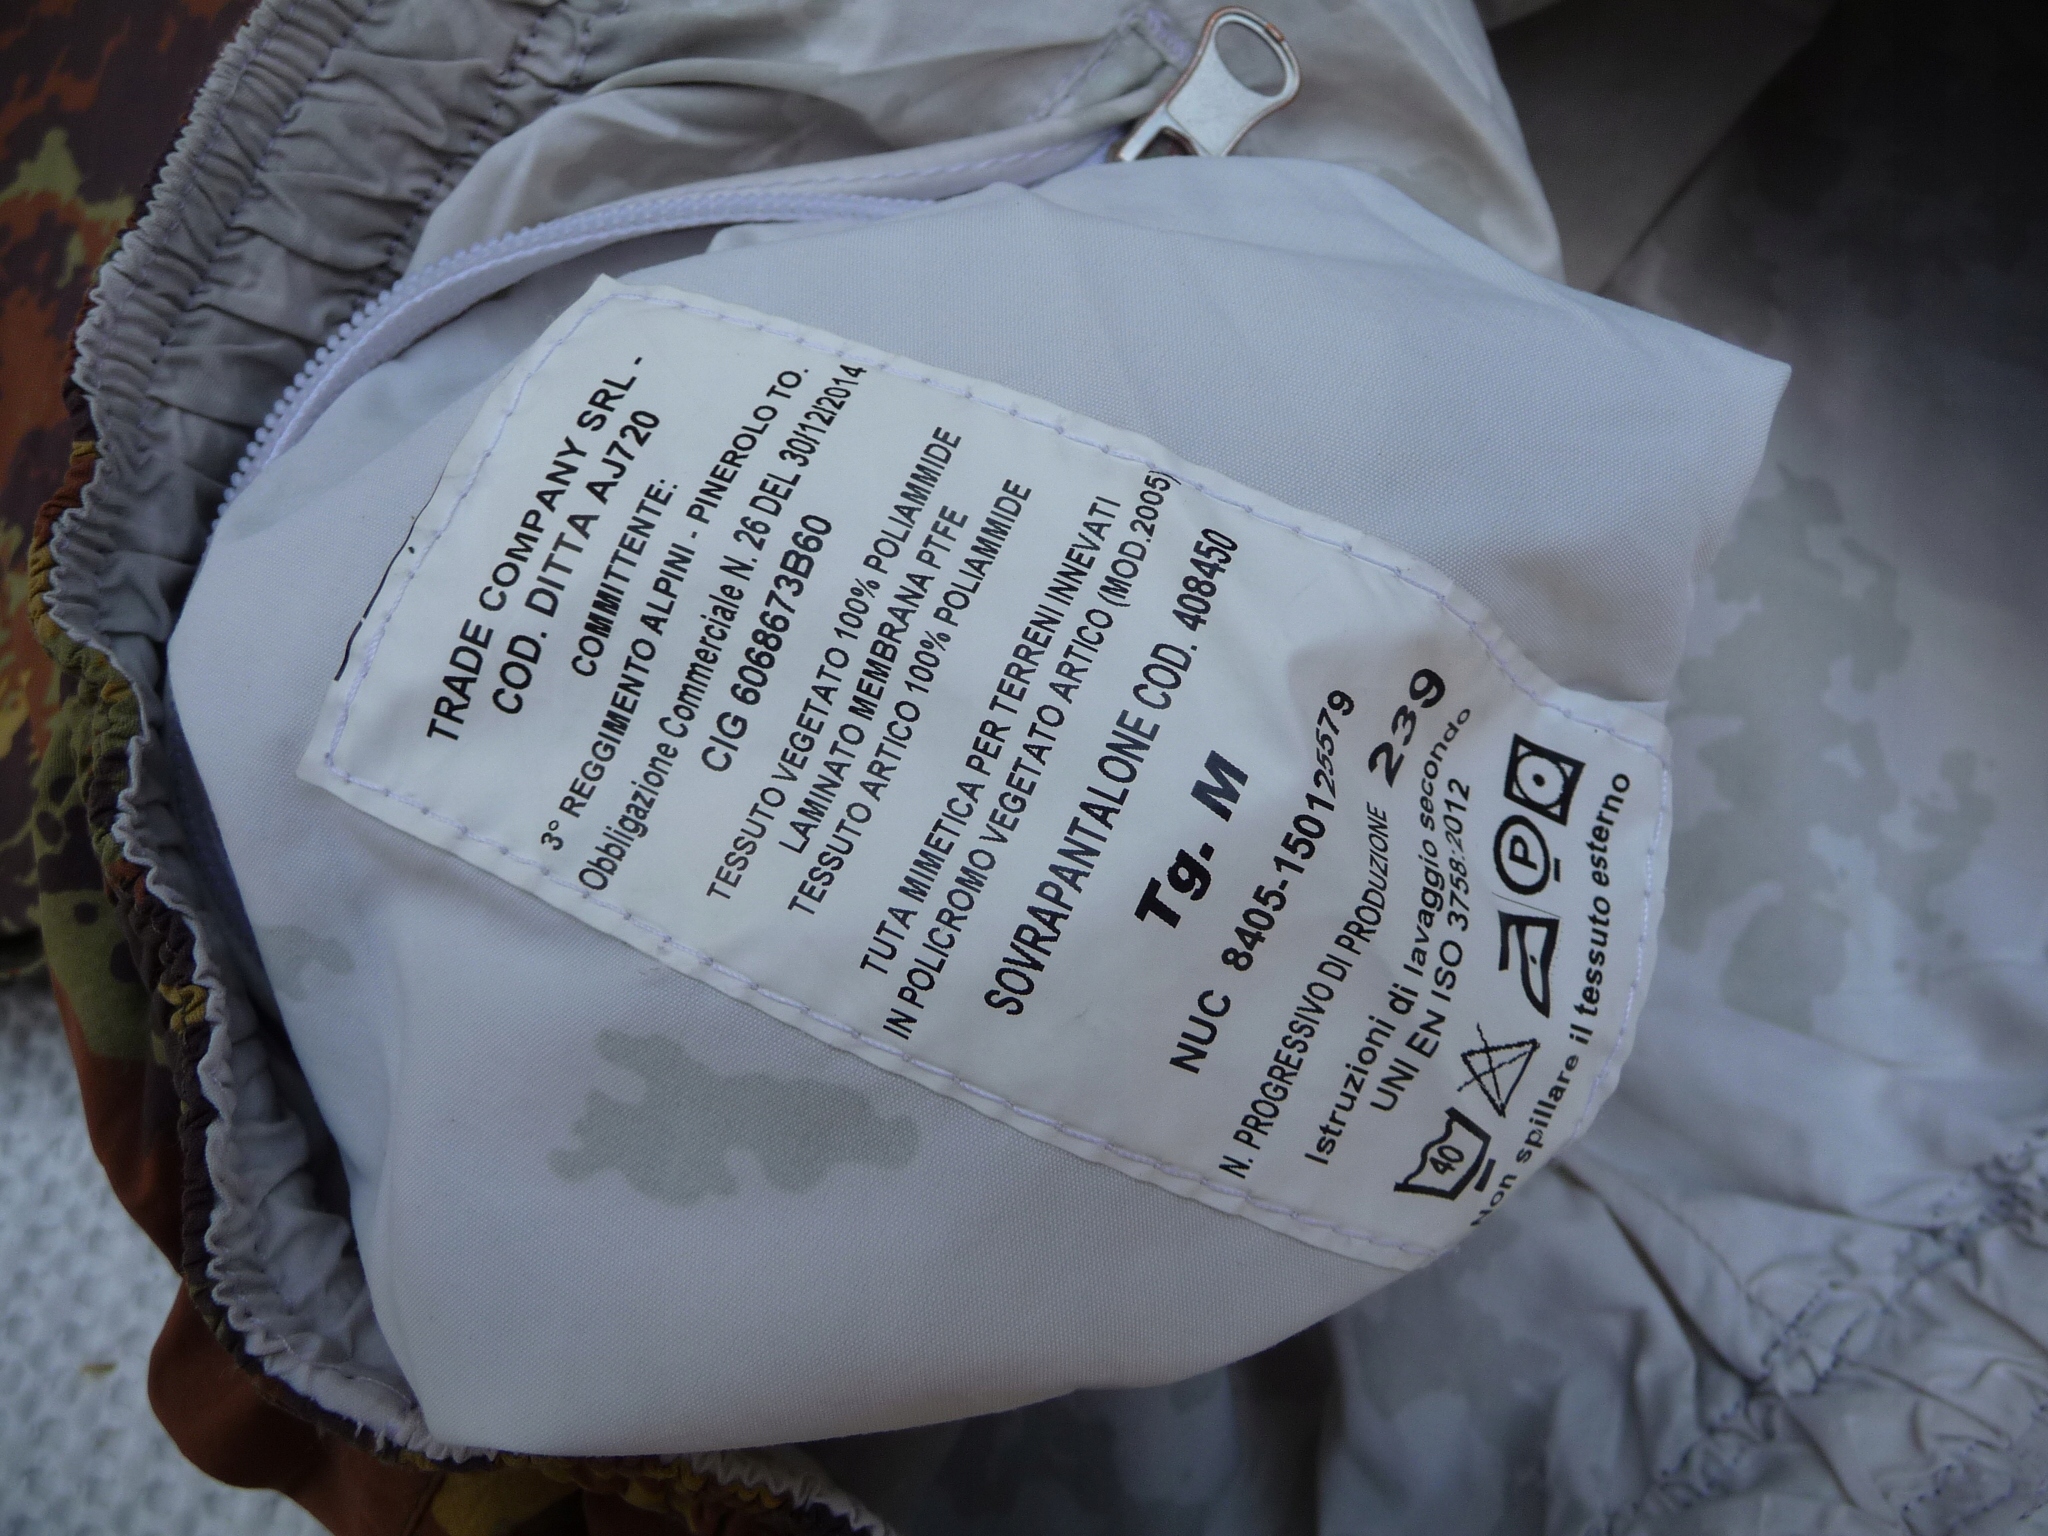 TRADE COMPANY SRL -
COD. DITTA AJ720
COMMITTENTE:
3° REGGIMENTO ALPINI - PINEROLO TO.
Obbligazione Commerciale N. 26 DEL 30/12/2014
CIG 6068673B60
TESSUTO VEGETATO 100% POLIAMMIDE
LAMINATO MEMBRANA PTFE
TESSUTO ARTICO 100% POLIAMMIDE
TUTA MIMETICA PER TERRENI INNEVATI
IN POLICROMO VEGETATO ARTICO (MOD.2005)
SOVRAPANTALONE COD. 408450
Tg. M
NUC 8405-150125579
N. PROGRESSIVO DI PRODUZIONE 239
Istruzioni di lavaggio secondo
UNI EN ISO 3758:2012
40 P
Non spillare il tessuto esterno